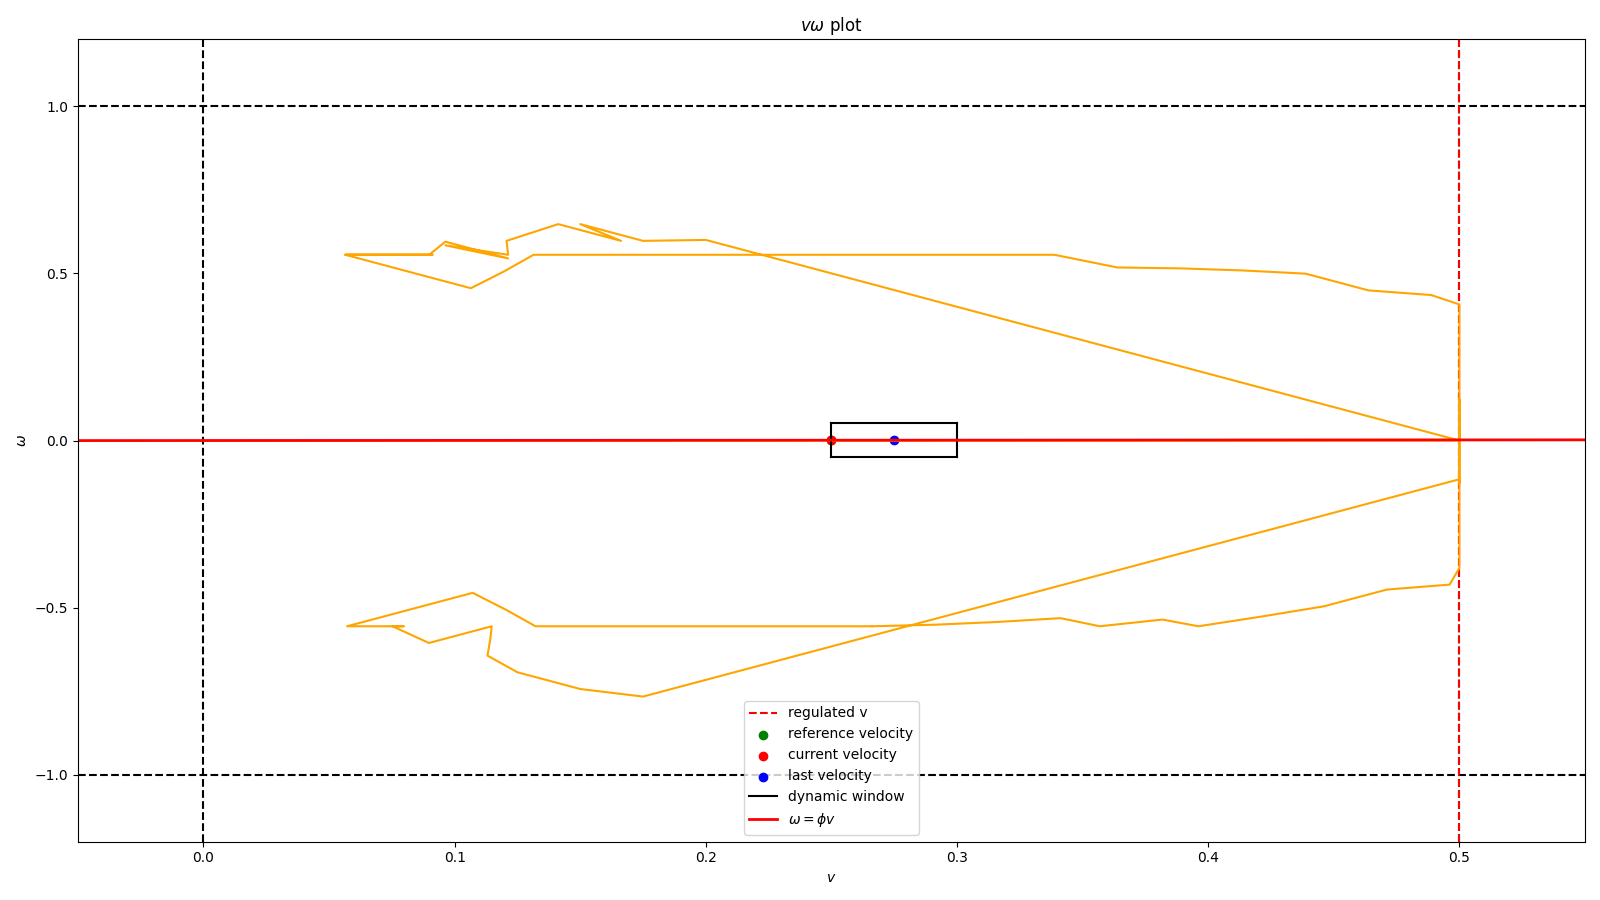 vω plot
1.0
0.5
0.0
−0.5
−1.0
ω
0.0 0.1 0.2 0.3 0.4 0.5
v
regulated v
reference velocity
current velocity
last velocity
dynamic window
ω = ϕv